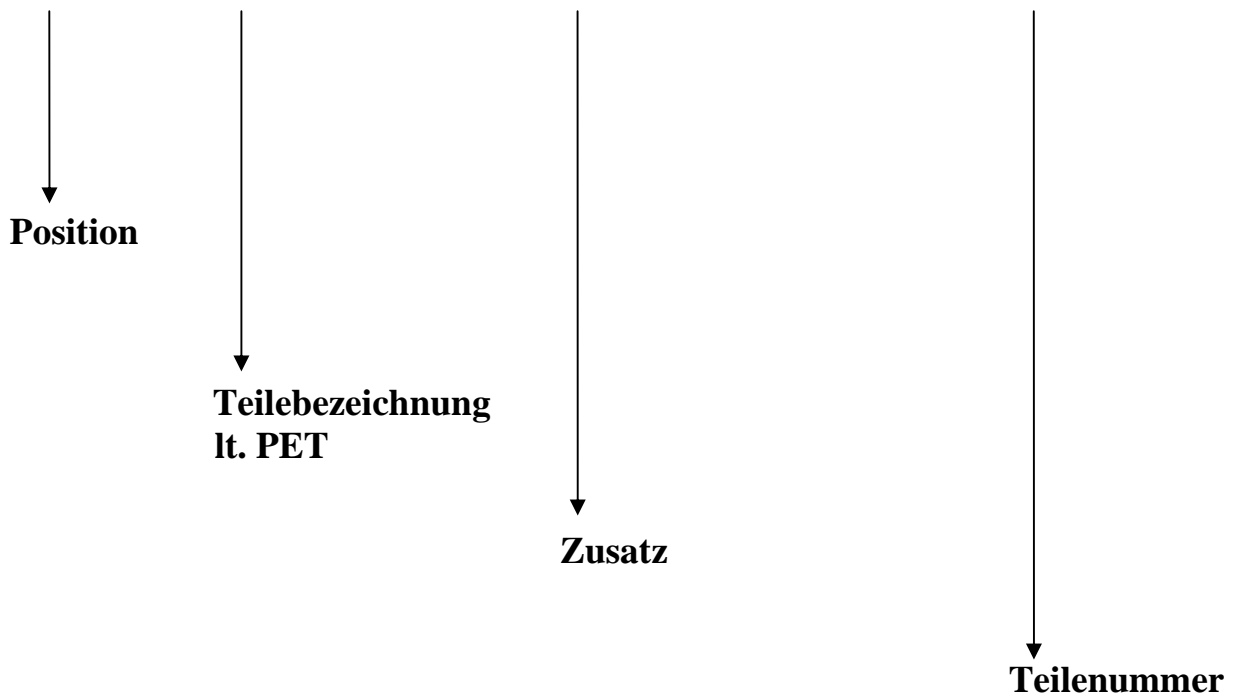 Position
Teilebezeichnung
lt. PET
Zusatz
Teilenummer